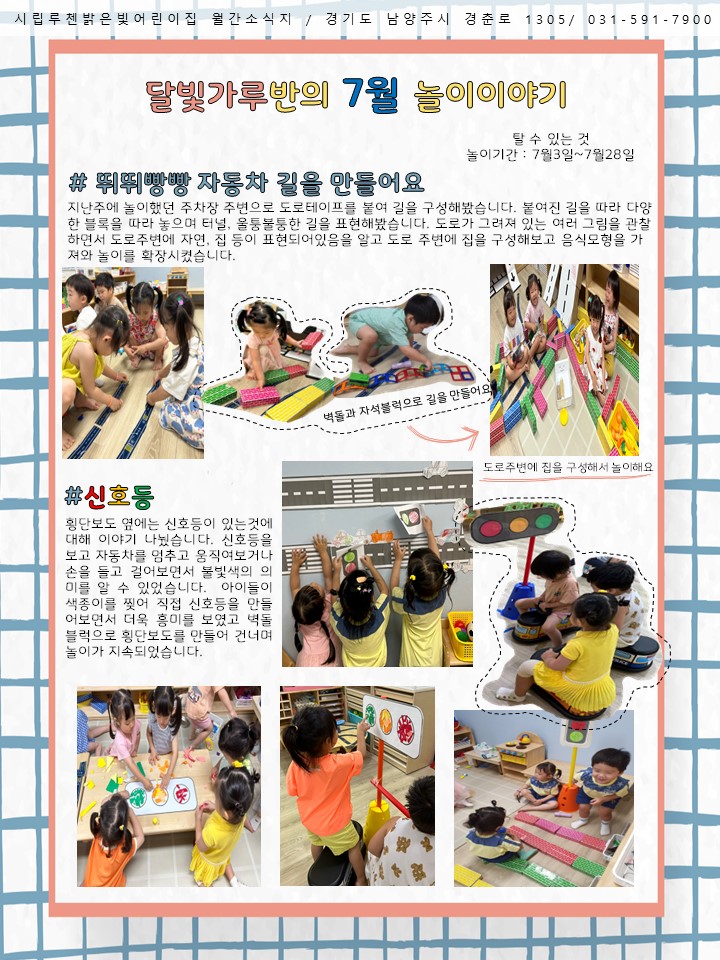 시립루첸밝은빛어린이집 월간소식지 / 경기도 남양주시 경춘로 1305/ 031-591-7900
달빛가루반의 7월 놀이이야기
탈 수 있는 것
놀이기간 : 7월3일~7월28일
# 뛰뛰빵빵 자동차 길을 만들어요
지난주에 놀이했던 주차장 주변으로 도로테이프를 붙여 길을 구성해봤습니다. 붙여진 길을 따라 다양
한 블록을 따라 놓으며 터널, 울퉁불퉁한 길을 표현해봤습니다. 도로가 그려져 있는 여러 그림을 관찰
하면서 도로주변에 자연, 집 등이 표현되어있음을 알고 도로 주변에 집을 구성해보고 음식모형을 가
져와 놀이를 확장시켰습니다.
벽돌과 자석블럭으로 길을 만들어요
도로주변에 집을 구성해서 놀이해요
#신호등
횡단보도 옆에는 신호등이 있는것에
대해 이야기 나눴습니다. 신호등을
보고 자동차를 멈추고 움직여보거나
손을 들고 걸어보면서 불빛색의 의
미를 알 수 있었습니다. 아이들이
색종이를 찢어 직접 신호등을 만들
어보면서 더욱 흥미를 보였고 벽돌
블럭으로 횡단보도를 만들어 건너며
놀이가 지속되었습니다.